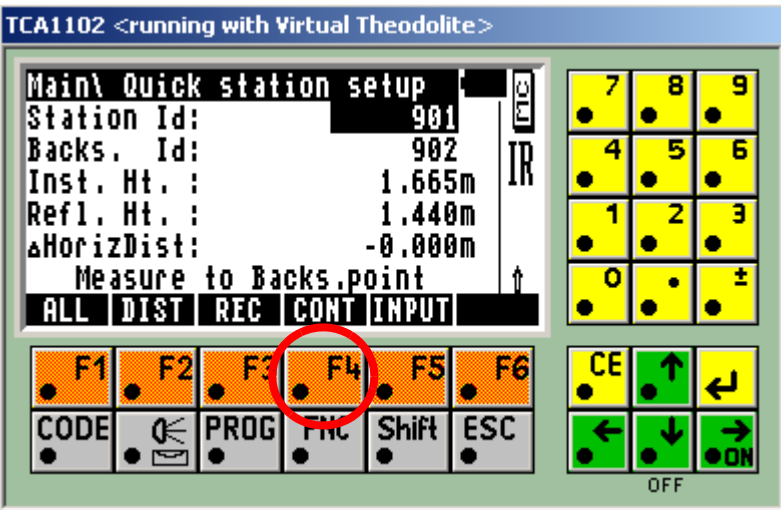 TCA1102 <running with Virtual Theodolite>
Main\ Quick station setup
Station Id: 901
Backs. Id: 902
Inst. Ht. : 1.665m
Refl. Ht. : 1.440m
△HorizDist: -0.000m
Measure to Backs.point
ALL DIST REC CONT INPUT
IR
7 8 9
4 5 6
1 2 3
0 . ±
F1 F2 F3 F4 F5 F6
CODE PROG FNC Shift ESC
CE
ON
OFF